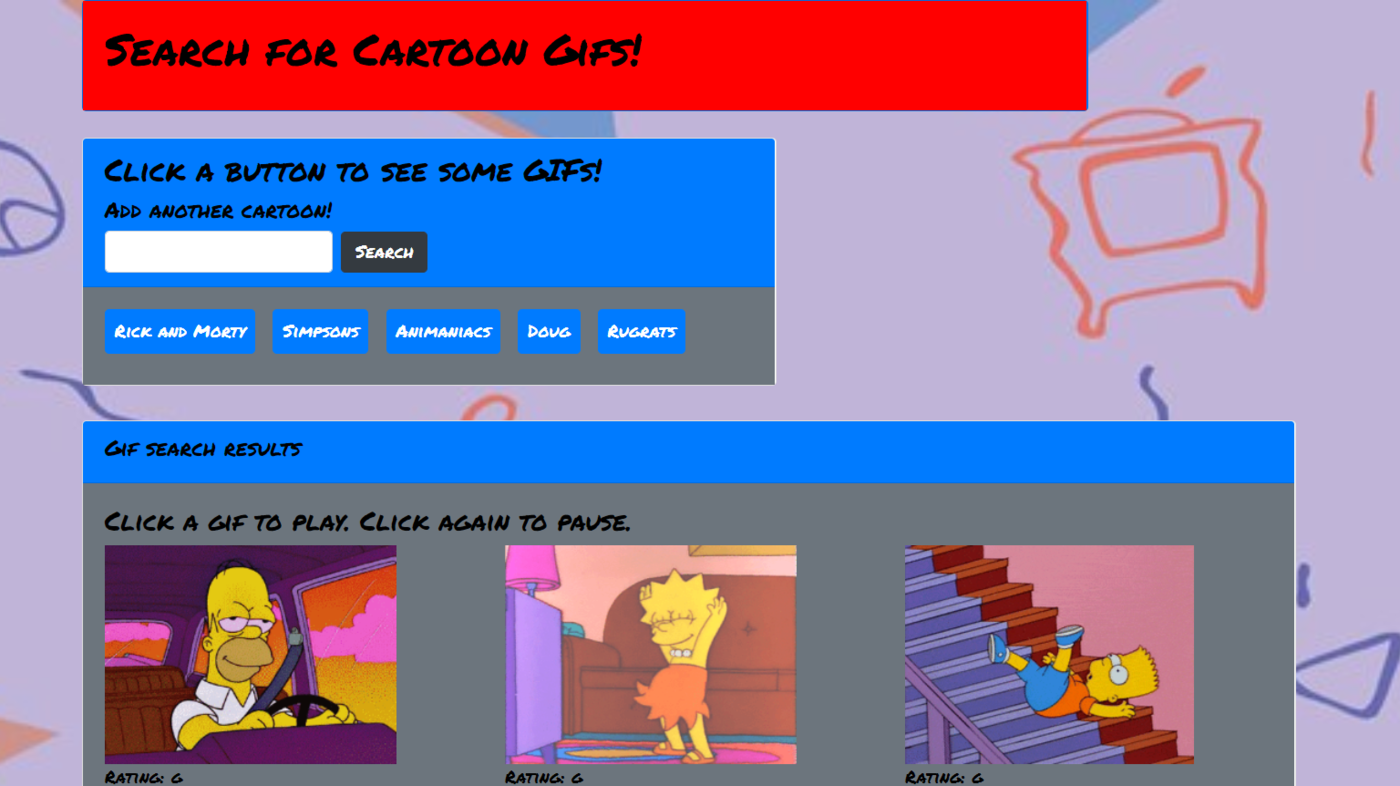 Search for Cartoon Gifs!
Click a button to see some GIFs!
Add another cartoon!
Search
Rick and Morty Simpsons Animaniacs Doug Rugrats
Gif search results
Click a gif to play. Click again to pause.
Rating: g Rating: g Rating: g